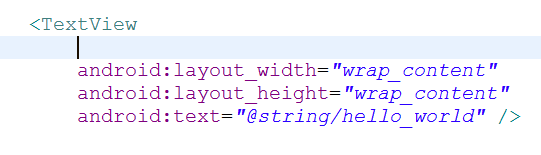 <TextView
android:layout_width="wrap_content"
android:layout_height="wrap_content"
android:text="@string/hello_world" />